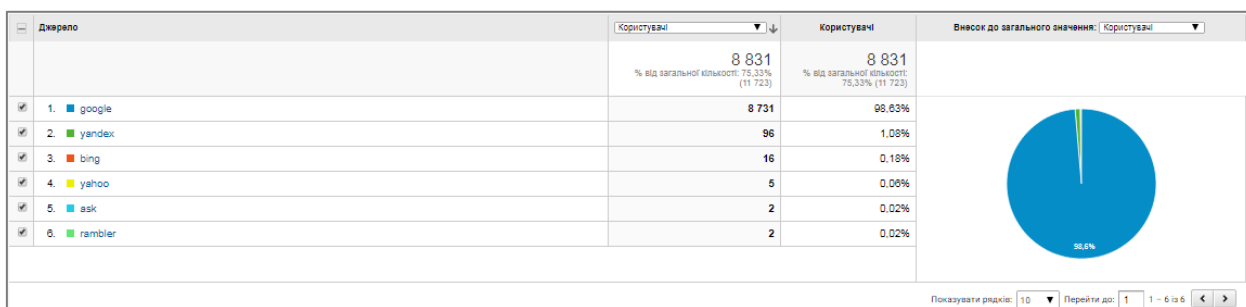 Джерело Користувачі Користувачі Внесок до загального значення: Користувачі
8 831 8 831
% від загальної кількості: 75,33% % від загальної кількості:
(11 723) 75,33% (11 723)
1. google 8 731 98,63%
2. yandex 96 1,08%
3. bing 16 0,18%
4. yahoo 5 0,06%
5. ask 2 0,02%
6. rambler 2 0,02%
98,6%
Показувати рядків: 10 Перейти до: 1 1 – 6 із 6